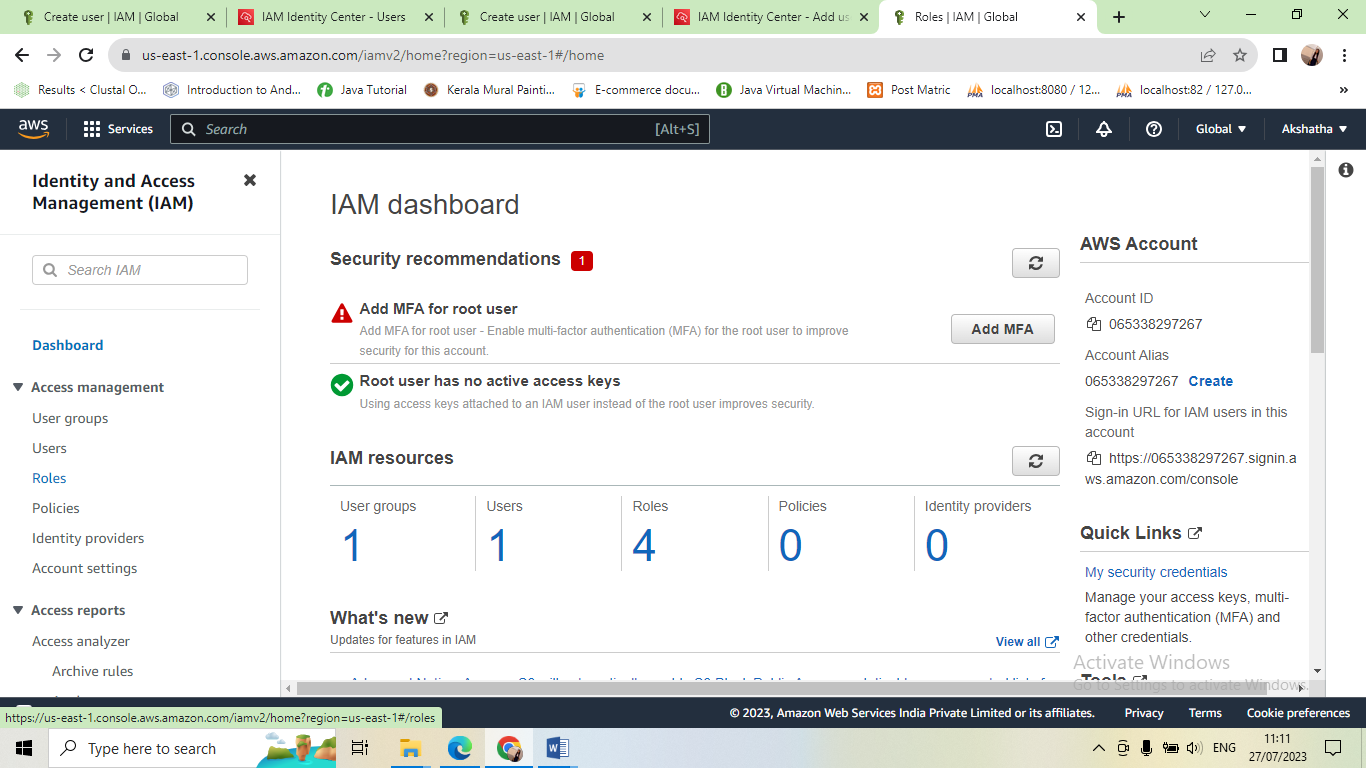 Create user | IAM | Global
IAM Identity Center - Users
Create user | IAM | Global
IAM Identity Center - Add us
Roles | IAM | Global
us-east-1.console.aws.amazon.com/iamv2/home?region=us-east-1#/home
Results < Clustal O...
Introduction to And...
Java Tutorial
Kerala Mural Painti...
E-commerce docu...
Java Virtual Machin...
Post Matric
localhost:8080 / 12...
localhost:82 / 127.0...
aws
Services
Search
[Alt+S]
Global
Akshatha
Identity and Access
Management (IAM)
Search IAM
Dashboard
Access management
User groups
Users
Roles
Policies
Identity providers
Account settings
Access reports
Access analyzer
Archive rules
IAM dashboard
Security recommendations 1
Add MFA for root user
Add MFA for root user - Enable multi-factor authentication (MFA) for the root user to improve
security for this account.
Add MFA
Root user has no active access keys
Using access keys attached to an IAM user instead of the root user improves security.
IAM resources
User groups
1
Users
1
Roles
4
Policies
0
Identity providers
0
What's new
Updates for features in IAM
View all
AWS Account
Account ID
065338297267
Account Alias
065338297267 Create
Sign-in URL for IAM users in this
account
https://065338297267.signin.a
ws.amazon.com/console
Quick Links
My security credentials
Manage your access keys, multi-
factor authentication (MFA) and
other credentials.
Tools
Activate Windows
Go to Settings to activate Windows.
https://us-east-1.console.aws.amazon.com/iamv2/home?region=us-east-1#/roles
© 2023, Amazon Web Services India Private Limited or its affiliates.
Privacy
Terms
Cookie preferences
Type here to search
ENG
11:11
27/07/2023